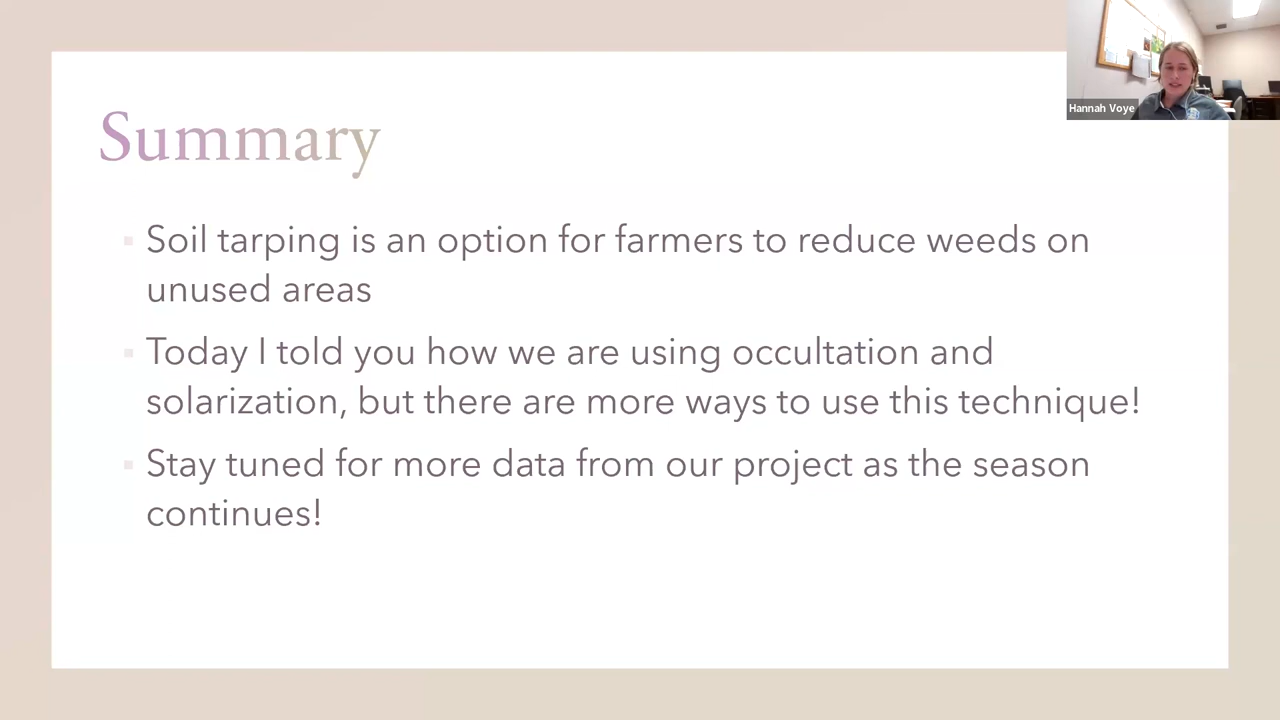 Hannah Voye
Summary
Soil tarping is an option for farmers to reduce weeds on
unused areas
Today I told you how we are using occultation and
solarization, but there are more ways to use this technique!
Stay tuned for more data from our project as the season
continues!